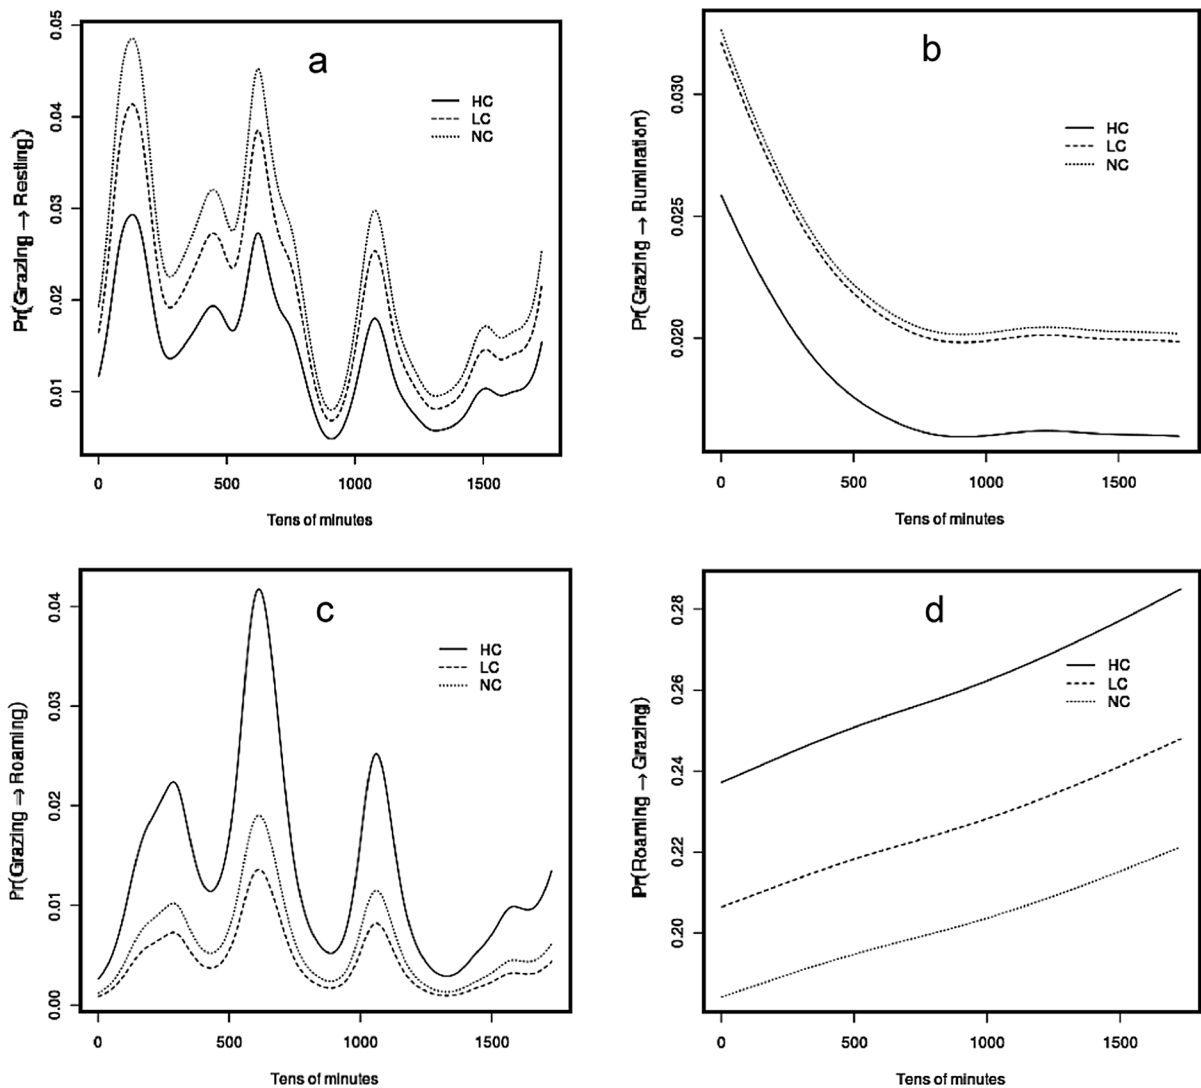 a
Pr(Grazing → Resting)
0.01
0.02
0.03
0.04
0.05
HC
LC
NC
0
500
1000
1500
Tens of minutes
b
Pr(Grazing → Rumination)
0.020
0.025
0.030
HC
LC
NC
0
500
1000
1500
Tens of minutes
c
Pr(Grazing → Roaming)
0.00
0.01
0.02
0.03
0.04
HC
LC
NC
0
500
1000
1500
Tens of minutes
d
Pr(Roaming → Grazing)
0.20
0.22
0.24
0.26
0.28
HC
LC
NC
0
500
1000
1500
Tens of minutes